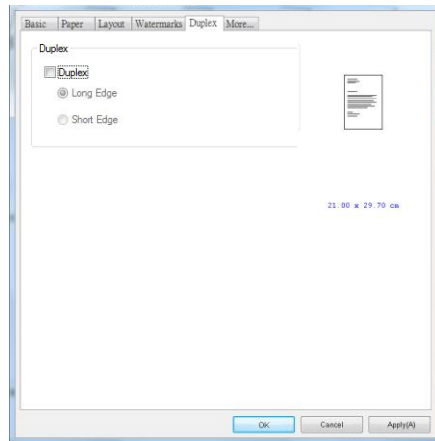 Basic Paper Layout Watermarks Duplex More...
Duplex
Duplex
Long Edge
Short Edge
21.00 x 29.70 cm
OK Cancel Apply(A)